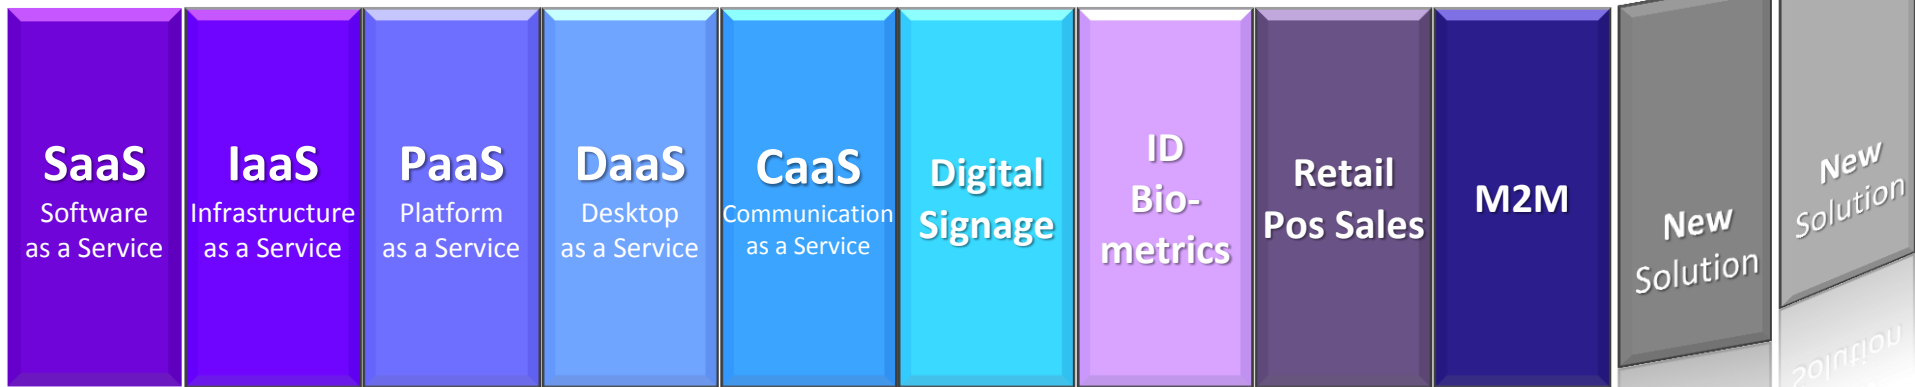 SaaS
Software
as a Service
IaaS
Infrastructure
as a Service
PaaS
Platform
as a Service
DaaS
Desktop
as a Service
CaaS
Communication
as a Service
Digital
Signage
ID
Bio-
metrics
Retail
Pos Sales
M2M
New
Solution
New
Solution
Solution